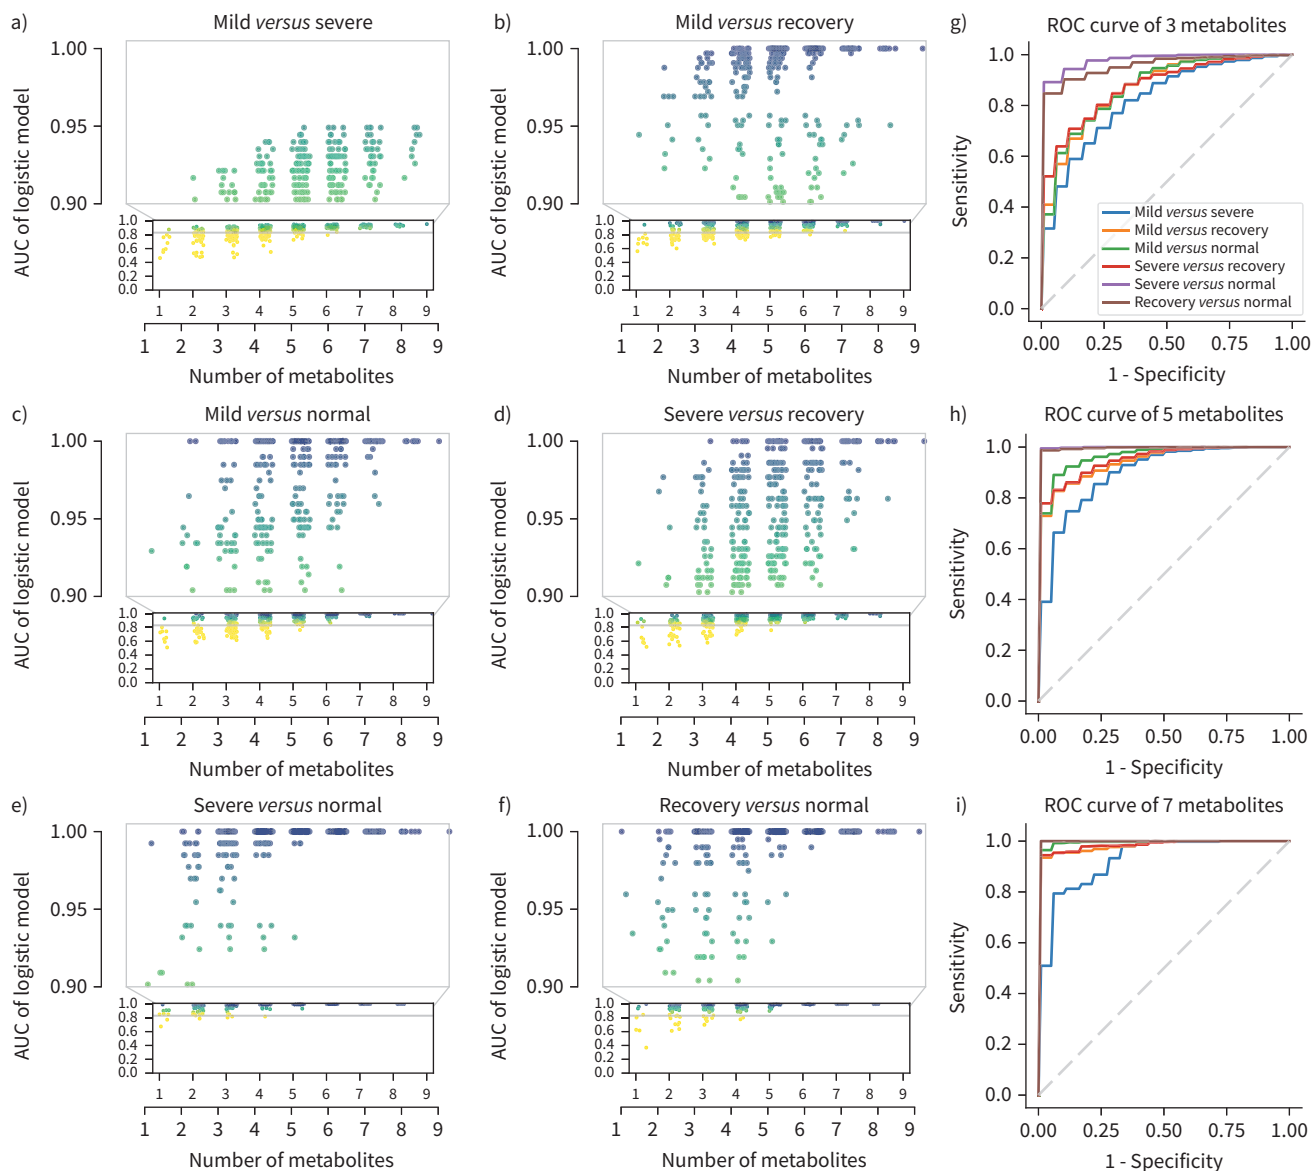 a)
Mild versus severe
1.00
0.95
0.90
AUC of logistic model
1.0
0.8
0.6
0.4
0.2
0.0
1 2 3 4 5 6 7 8 9
1 2 3 4 5 6 7 8 9
Number of metabolites
b)
Mild versus recovery
1.00
0.95
0.90
AUC of logistic model
1.0
0.8
0.6
0.4
0.2
0.0
1 2 3 4 5 6 7 8 9
1 2 3 4 5 6 7 8 9
Number of metabolites
g)
ROC curve of 3 metabolites
1.0
0.8
0.6
0.4
0.2
0.0
Sensitivity
Mild versus severe
Mild versus recovery
Mild versus normal
Severe versus recovery
Severe versus normal
Recovery versus normal
0.00 0.25 0.50 0.75 1.00
1 - Specificity
c)
Mild versus normal
1.00
0.95
0.90
AUC of logistic model
1.0
0.8
0.6
0.4
0.2
0.0
1 2 3 4 5 6 7 8 9
1 2 3 4 5 6 7 8 9
Number of metabolites
d)
Severe versus recovery
1.00
0.95
0.90
AUC of logistic model
1.0
0.8
0.6
0.4
0.2
0.0
1 2 3 4 5 6 7 8 9
1 2 3 4 5 6 7 8 9
Number of metabolites
h)
ROC curve of 5 metabolites
1.0
0.8
0.6
0.4
0.2
0.0
Sensitivity
0.00 0.25 0.50 0.75 1.00
1 - Specificity
e)
Severe versus normal
1.00
0.95
0.90
AUC of logistic model
1.0
0.8
0.6
0.4
0.2
0.0
1 2 3 4 5 6 7 8 9
1 2 3 4 5 6 7 8 9
Number of metabolites
f)
Recovery versus normal
1.00
0.95
0.90
AUC of logistic model
1.0
0.8
0.6
0.4
0.2
0.0
1 2 3 4 5 6 7 8 9
1 2 3 4 5 6 7 8 9
Number of metabolites
i)
ROC curve of 7 metabolites
1.0
0.8
0.6
0.4
0.2
0.0
Sensitivity
0.00 0.25 0.50 0.75 1.00
1 - Specificity